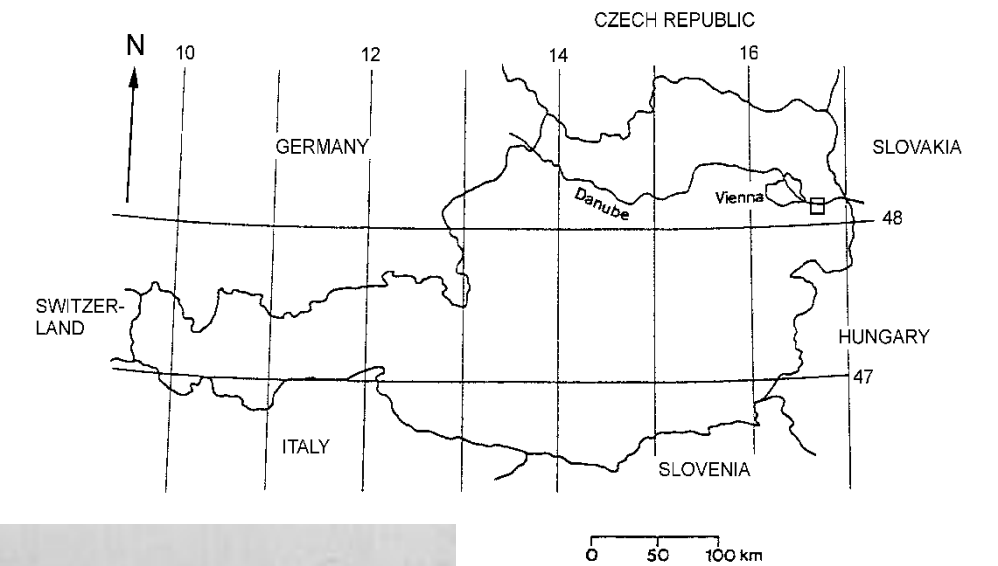 CZECH REPUBLIC
N
10
12
14
16
GERMANY
SLOVAKIA
Danube
Vienna
48
SWITZER-
LAND
HUNGARY
47
ITALY
SLOVENIA
0 50 100 km